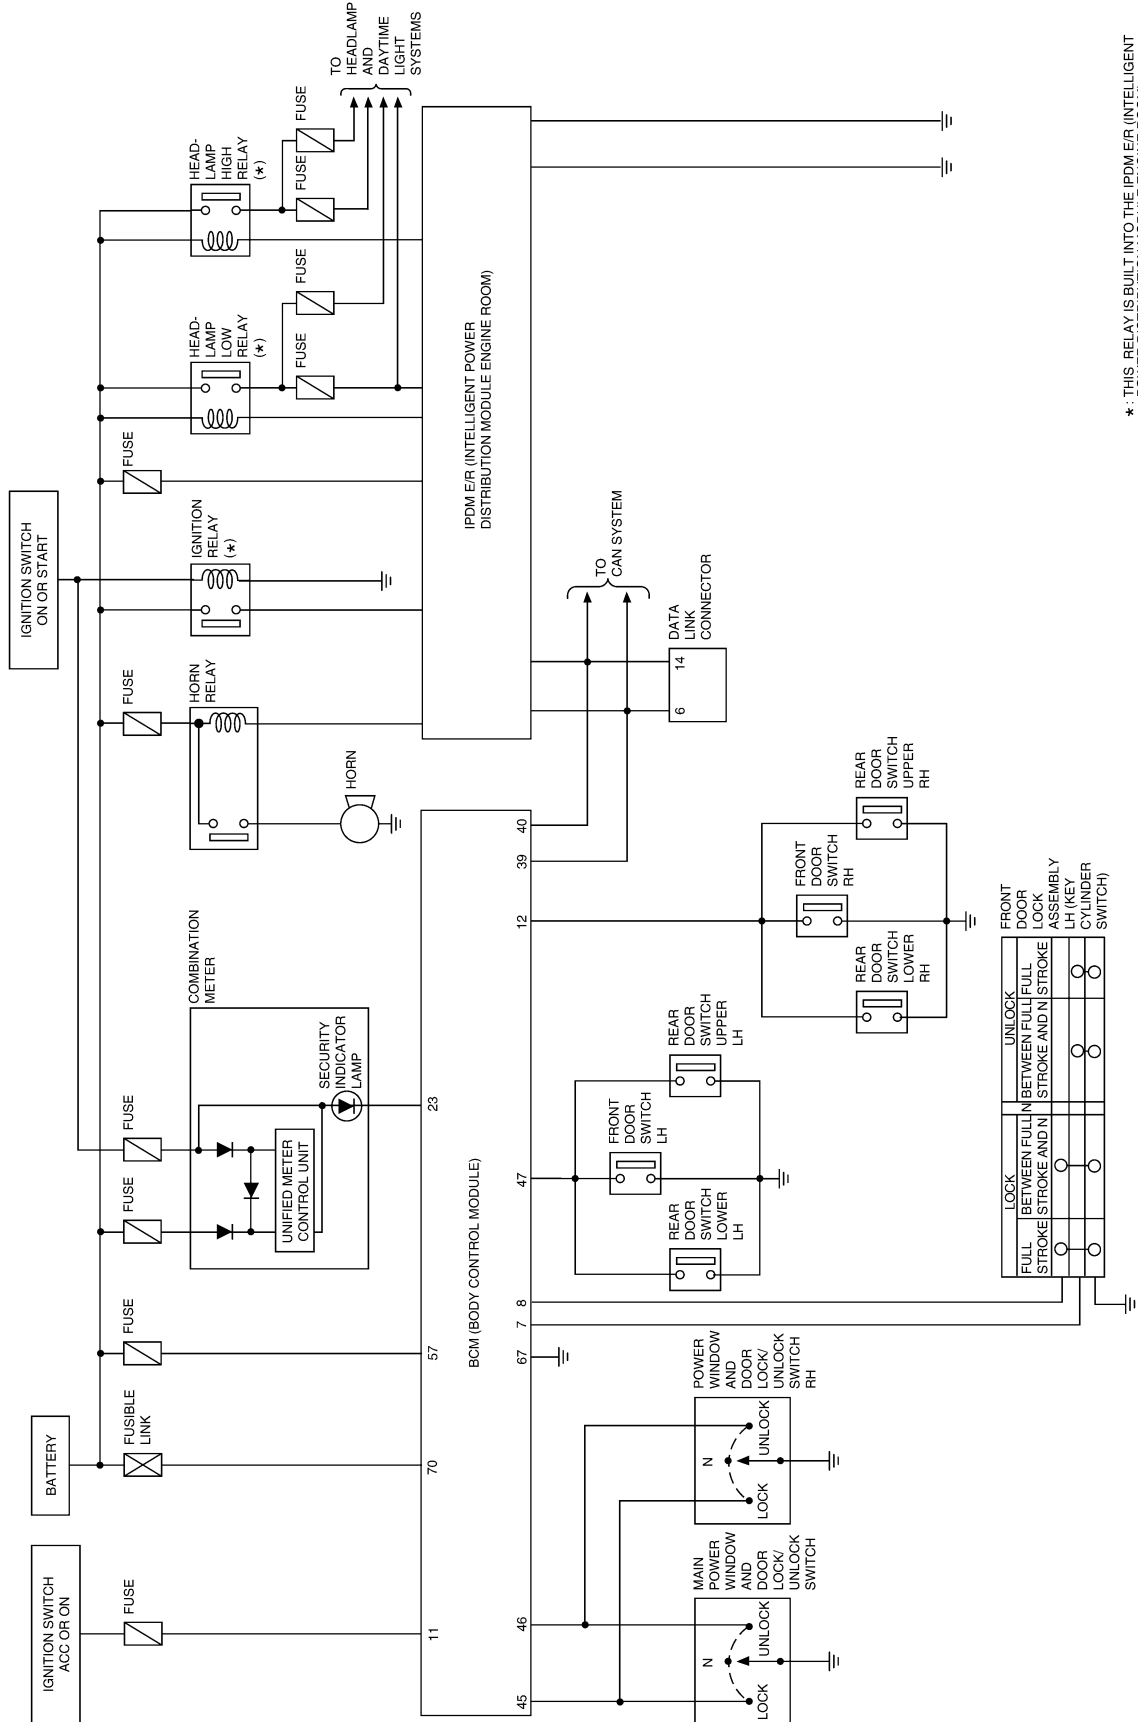 IGNITION SWITCH
ACC OR ON
BATTERY
IGNITION SWITCH
ON OR START
FUSE
FUSIBLE
LINK
FUSE
FUSE
FUSE
FUSE
FUSE
COMBINATION
METER
UNIFIED METER
CONTROL UNIT
SECURITY
INDICATOR
LAMP
HORN
RELAY
HORN
IGNITION
RELAY
(*)
HEAD-
LAMP
LOW
RELAY
(*)
FUSE
FUSE
HEAD-
LAMP
HIGH
RELAY
(*)
FUSE
FUSE
TO
HEADLAMP
AND
DAYTIME
LIGHT
SYSTEMS
11
70
57
23
BCM (BODY CONTROL MODULE)
45
46
67
7
8
47
12
39
40
IPDM E/R (INTELLIGENT POWER
DISTRIBUTION MODULE ENGINE ROOM)
MAIN
POWER
WINDOW
AND
DOOR
LOCK/
UNLOCK
SWITCH
LOCK
N
UNLOCK
POWER
WINDOW
AND
DOOR
LOCK/
UNLOCK
SWITCH
RH
LOCK
N
UNLOCK
REAR
DOOR
SWITCH
LOWER
LH
FRONT
DOOR
SWITCH
LH
REAR
DOOR
SWITCH
UPPER
LH
REAR
DOOR
SWITCH
LOWER
RH
FRONT
DOOR
SWITCH
RH
REAR
DOOR
SWITCH
UPPER
RH
6
14
DATA
LINK
CONNECTOR
TO
CAN SYSTEM
LOCK
UNLOCK
FULL
STROKE
BETWEEN FULL
STROKE AND N
N
BETWEEN FULL
STROKE AND N
FULL
STROKE
FRONT
DOOR
LOCK
ASSEMBLY
LH (KEY
CYLINDER
SWITCH)
* : THIS RELAY IS BUILT INTO THE IPDM E/R (INTELLIGENT